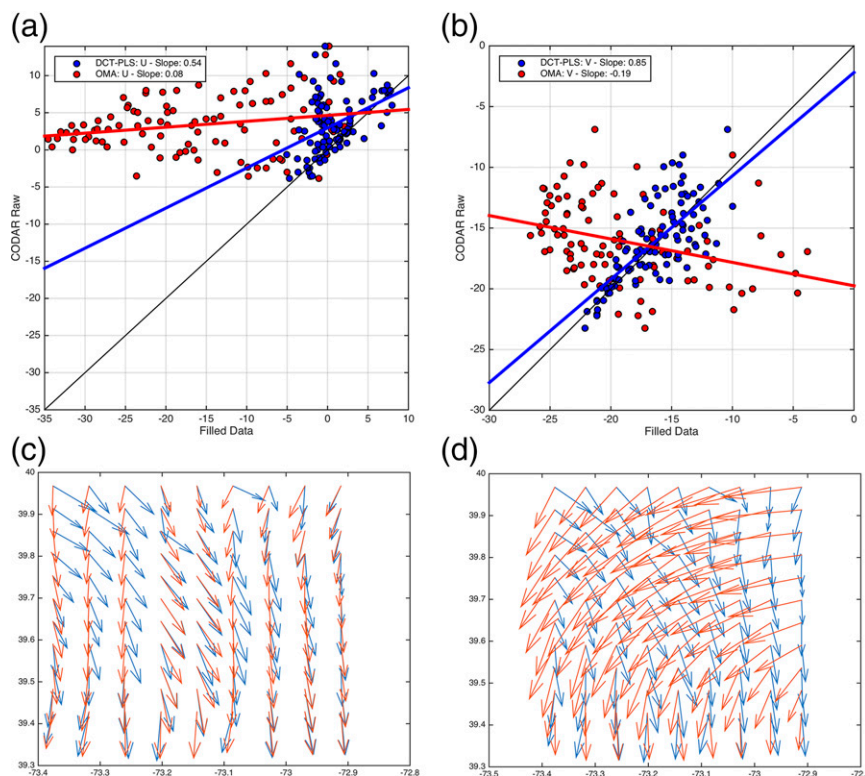 (a)
DCT-PLS: U - Slope: 0.54
OMA: U - Slope: 0.08
CODAR Raw
10
5
0
-5
-10
-15
-20
-25
-30
-35
-35 -30 -25 -20 -15 -10 -5 0 5 10
Filled Data
(b)
DCT-PLS: V - Slope: 0.85
OMA: V - Slope: -0.19
CODAR Raw
0
-5
-10
-15
-20
-25
-30
-30 -25 -20 -15 -10 -5 0
Filled Data
(c)
40
39.9
39.8
39.7
39.6
39.5
39.4
39.3
-73.4 -73.3 -73.2 -73.1 -73 -72.9 -72.8
(d)
40
39.9
39.8
39.7
39.6
39.5
39.4
39.3
-73.5 -73.4 -73.3 -73.2 -73.1 -73 -72.9 -72.8